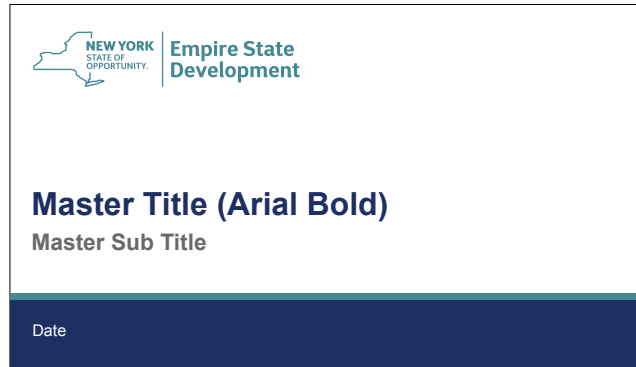 NEW YORK
STATE OF
OPPORTUNITY.
Empire State
Development
Master Title (Arial Bold)
Master Sub Title
Date